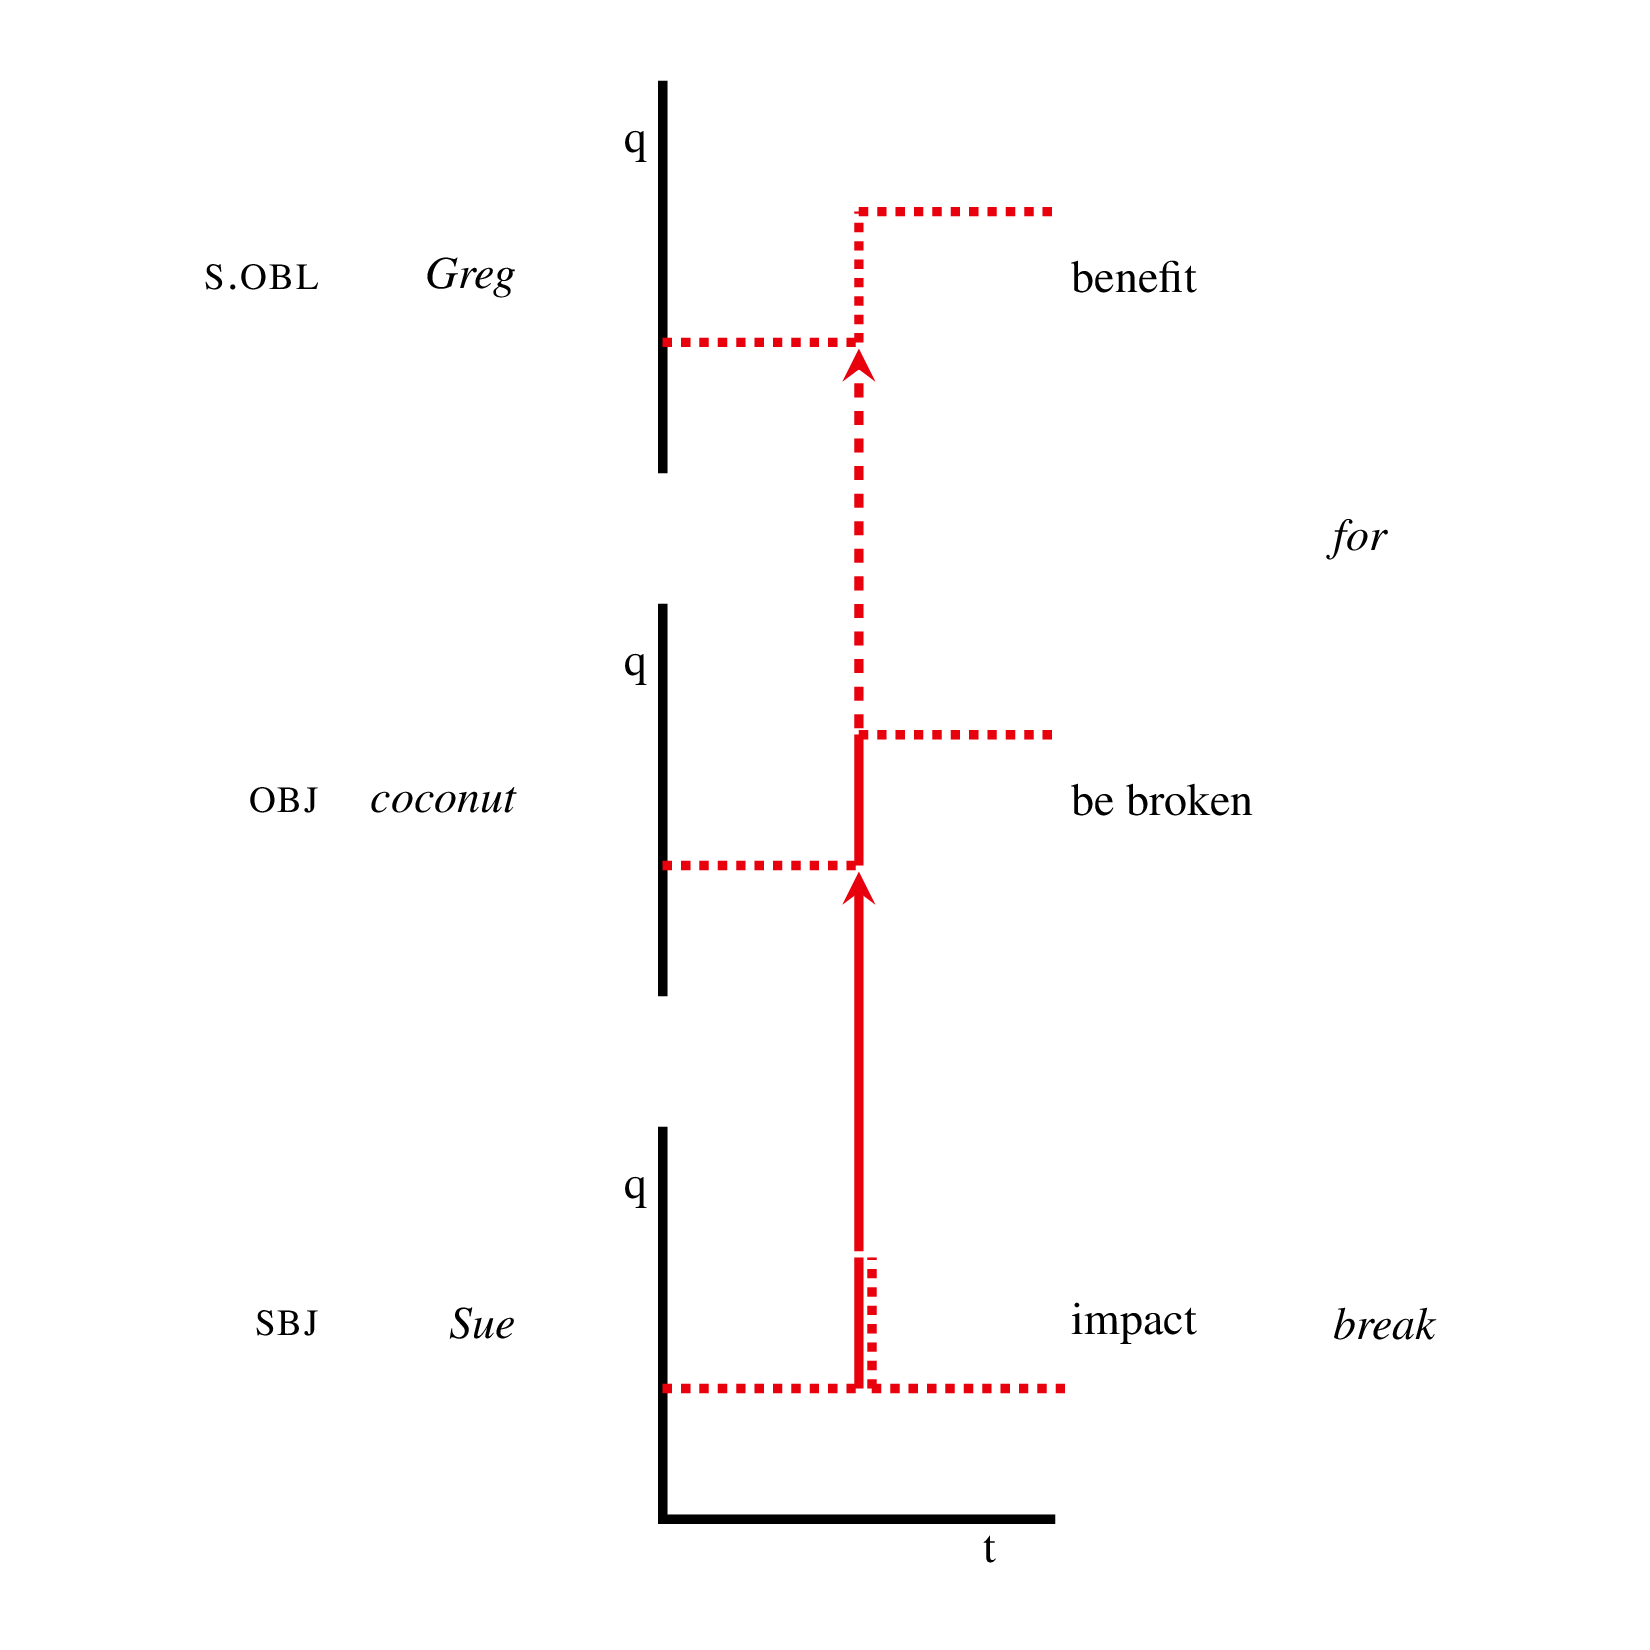 q
S.OBL Greg benefit
for
q
OBJ coconut be broken
q
SBJ Sue impact break
t